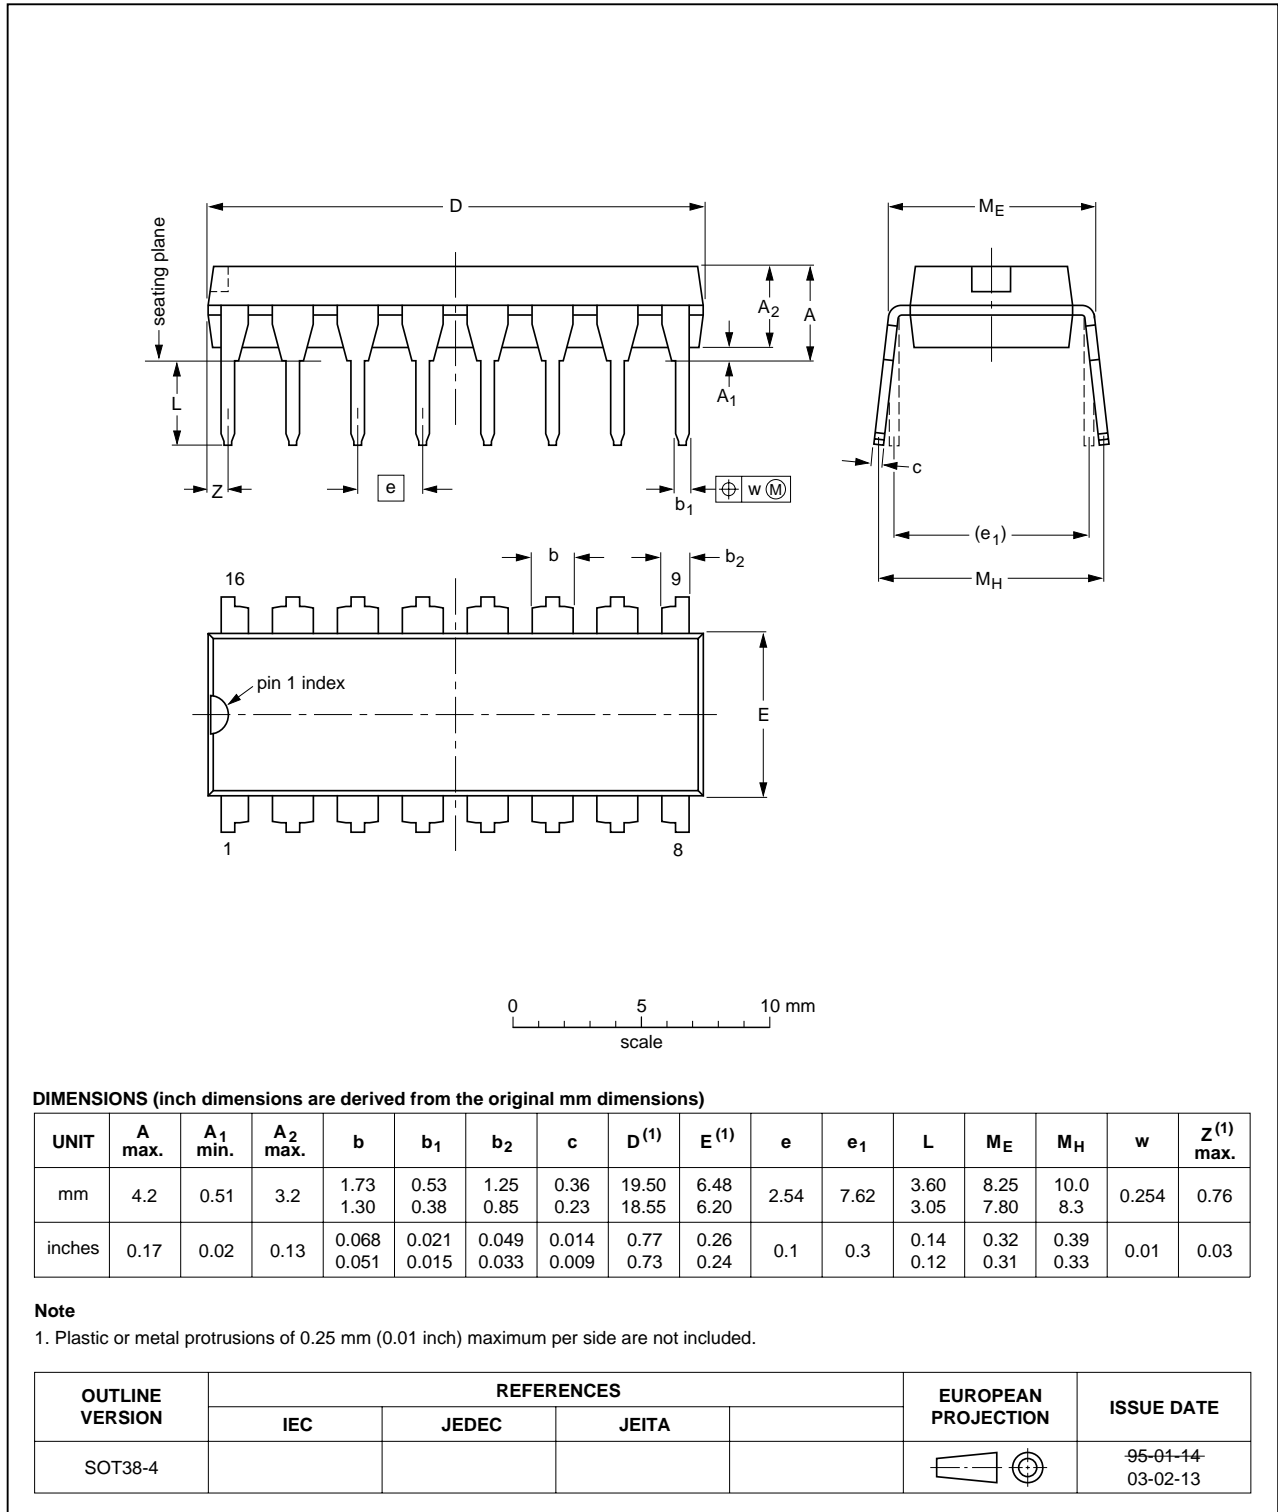 D
ME
seating plane
A2
A
A1
L
c
Z
e
b1
w M
(e1)
MH
b
b2
16
9
pin 1 index
E
1
8
0 5 10 mm
scale
DIMENSIONS (inch dimensions are derived from the original mm dimensions)
UNIT A max. A1 min. A2 max. b b1 b2 c D(1) E(1) e e1 L ME MH w Z(1) max.
mm 4.2 0.51 3.2 1.73 1.30 0.53 0.38 1.25 0.85 0.36 0.23 19.50 18.55 6.48 6.20 2.54 7.62 3.60 3.05 8.25 7.80 10.0 8.3 0.254 0.76
inches 0.17 0.02 0.13 0.068 0.051 0.021 0.015 0.049 0.033 0.014 0.009 0.77 0.73 0.26 0.24 0.1 0.3 0.14 0.12 0.32 0.31 0.39 0.33 0.01 0.03
Note
1. Plastic or metal protrusions of 0.25 mm (0.01 inch) maximum per side are not included.
OUTLINE VERSION REFERENCES EUROPEAN PROJECTION ISSUE DATE
IEC JEDEC JEITA
SOT38-4 95-01-14
03-02-13